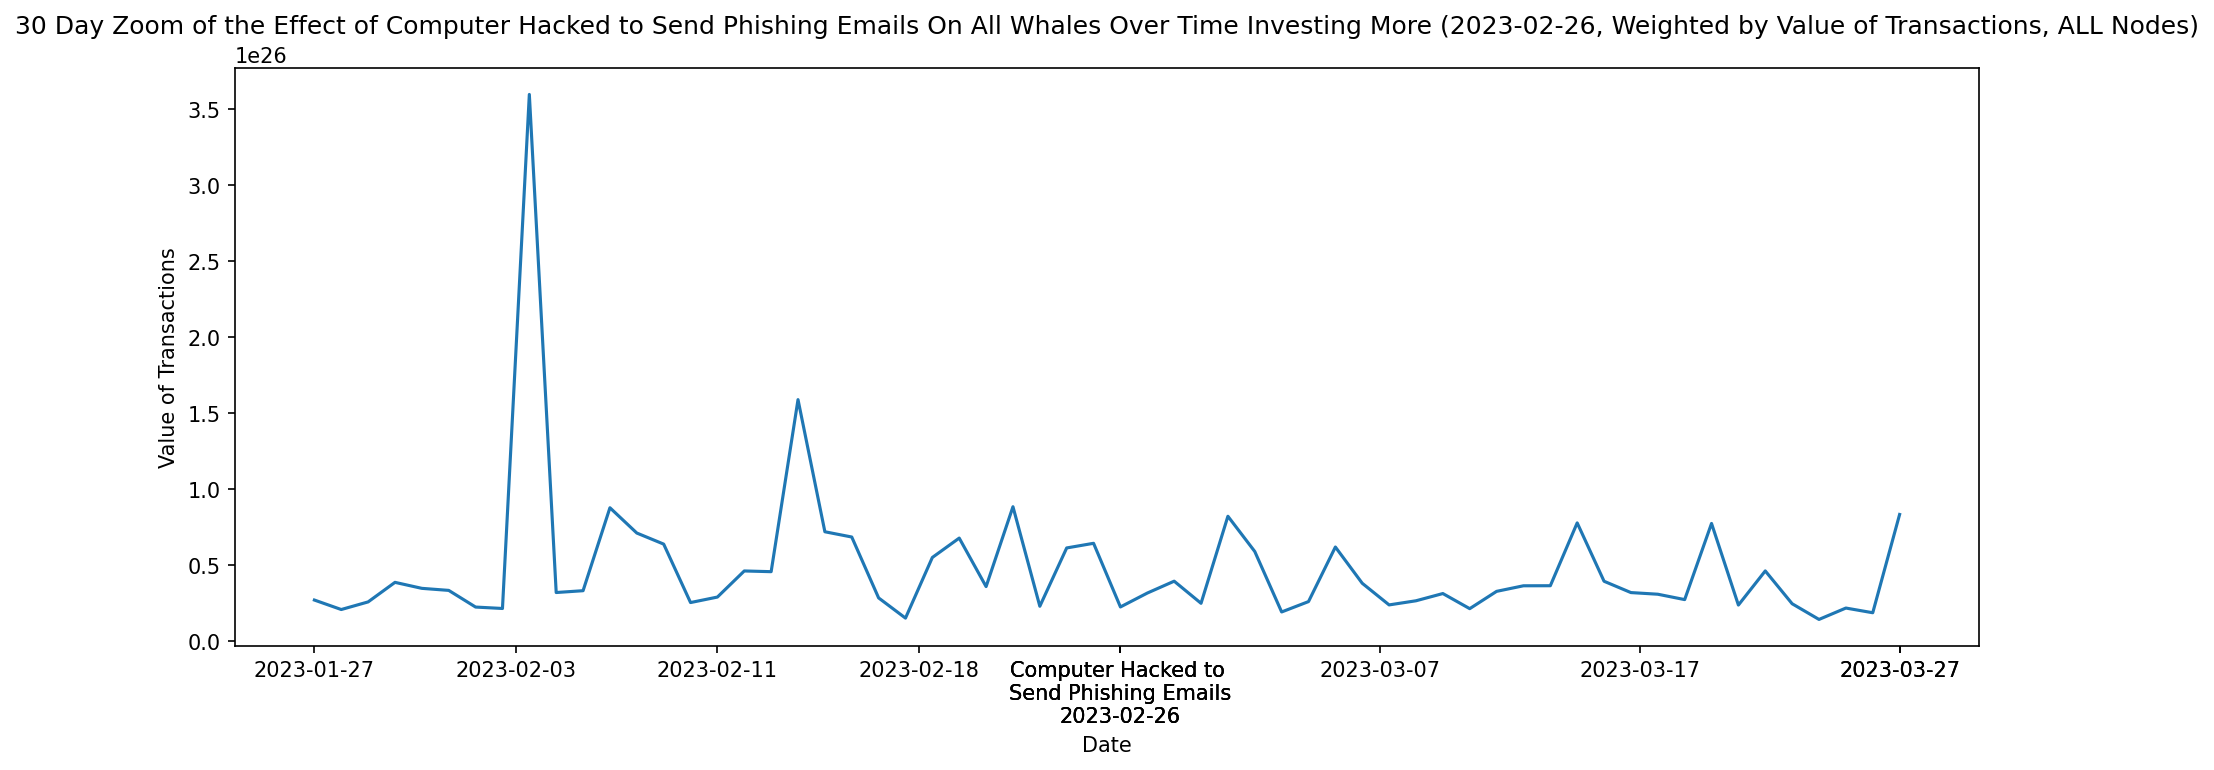 30 Day Zoom of the Effect of Computer Hacked to Send Phishing Emails On All Whales Over Time Investing More (2023-02-26, Weighted by Value of Transactions, ALL Nodes)
1e26
3.5
3.0
2.5
2.0
1.5
1.0
0.5
0.0
Value of Transactions
2023-01-27
2023-02-03
2023-02-11
2023-02-18
Computer Hacked to
Send Phishing Emails
2023-02-26
2023-03-07
2023-03-17
2023-03-27
Date